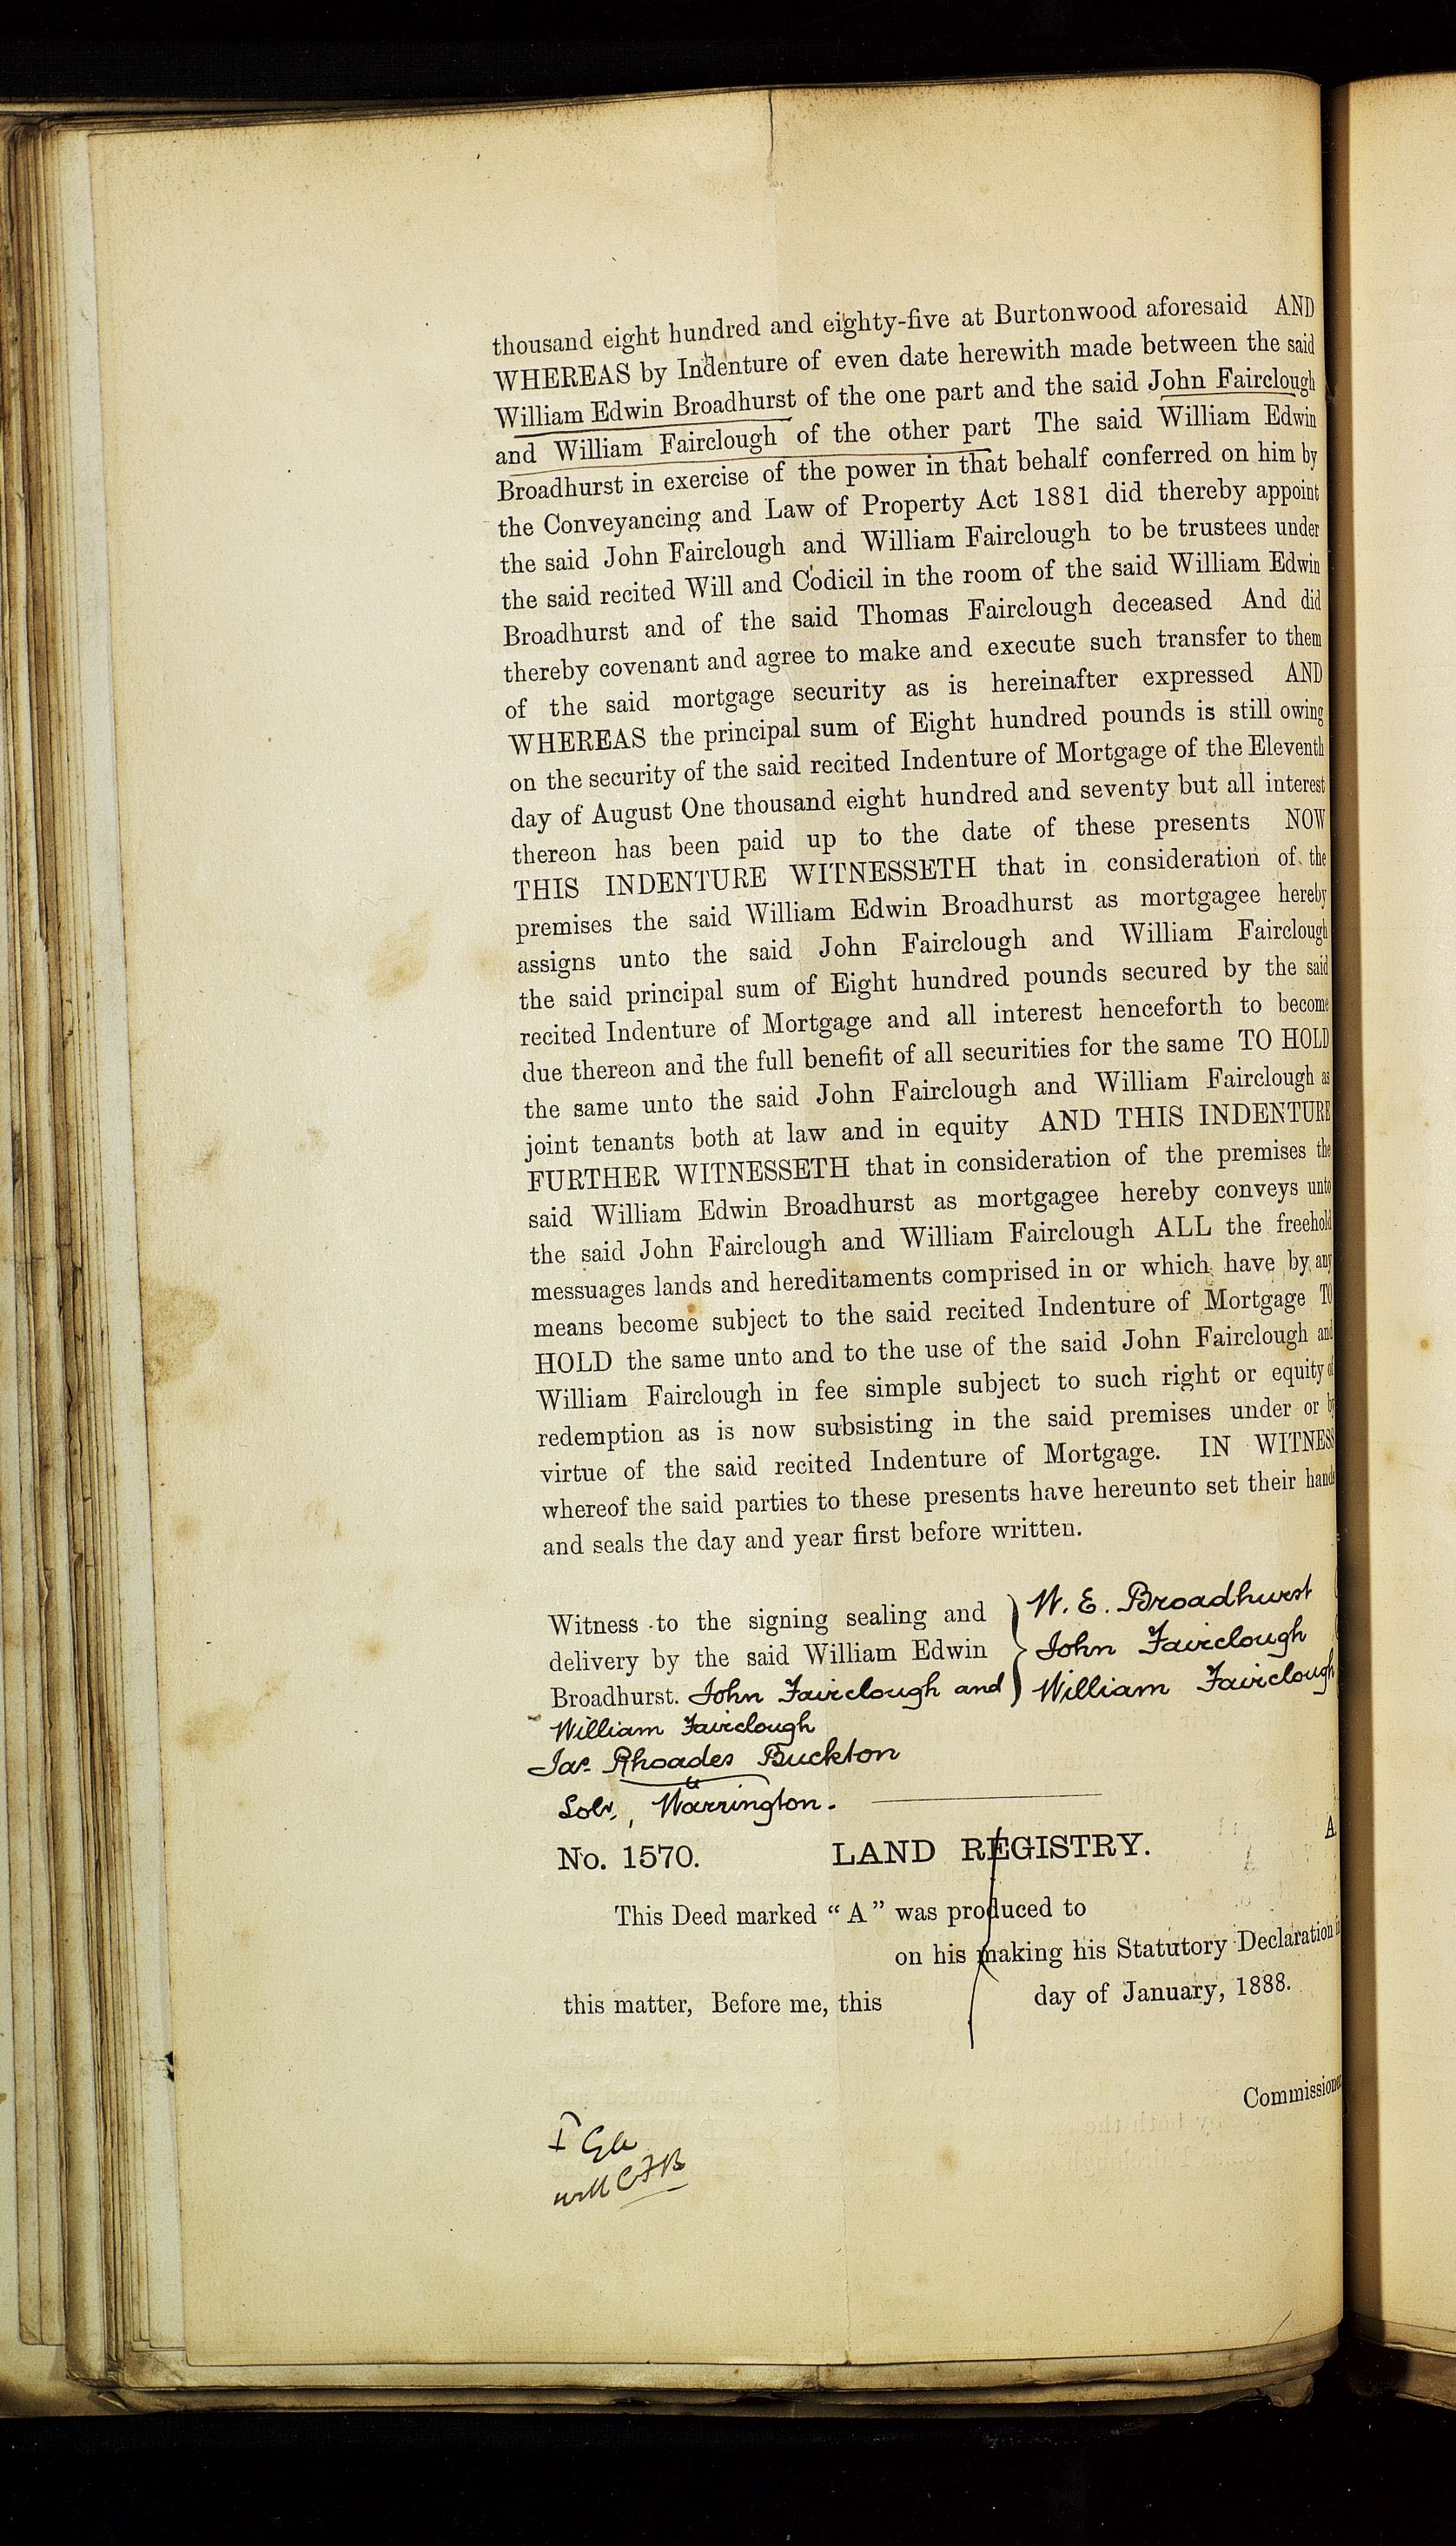 thousand eight hundred and eighty-five at Burtonwood aforesaid AND
WHEREAS by Indenture of even date herewith made between the said
William Edwin Broadhurst of the one part and the said John Fairclough
and William Fairclough of the other part The said William Edwin
Broadhurst in exercise of the power in that behalf conferred on him by
the Conveyancing and Law of Property Act 1881 did thereby appoint
the said John Fairclough and William Fairclough to be trustees under
the said recited Will and Codicil in the room of the said William Edwin
Broadhurst and of the said Thomas Fairclough deceased And did
thereby covenant and agree to make and execute such transfer to them
of the said mortgage security as is hereinafter expressed AND
WHEREAS the principal sum of Eight hundred pounds is still owing
on the security of the said recited Indenture of Mortgage of the Eleventh
day of August One thousand eight hundred and seventy but all interest
thereon has been paid up to the date of these presents NOW
THIS INDENTURE WITNESSETH that in consideration of the
premises the said William Edwin Broadhurst as mortgagee hereby
assigns unto the said John Fairclough and William Fairclough
the said principal sum of Eight hundred pounds secured by the said
recited Indenture of Mortgage and all interest henceforth to become
due thereon and the full benefit of all securities for the same TO HOLD
the same unto the said John Fairclough and William Fairclough as
joint tenants both at law and in equity AND THIS INDENTURE
FURTHER WITNESSETH that in consideration of the premises the
said William Edwin Broadhurst as mortgagee hereby conveys unto
the said John Fairclough and William Fairclough ALL the freehold
messuages lands and hereditaments comprised in or which have by any
means become subject to the said recited Indenture of Mortgage TO
HOLD the same unto and to the use of the said John Fairclough and
William Fairclough in fee simple subject to such right or equity of
redemption as is now subsisting in the said premises under or by
virtue of the said recited Indenture of Mortgage. IN WITNESS
whereof the said parties to these presents have hereunto set their hands
and seals the day and year first before written.
Witness to the signing sealing and
delivery by the said William Edwin
Broadhurst. John Fairclough and
William Fairclough
W. E. Broadhurst
John Fairclough
William Fairclough
Jas. Rhoades Buckton
Solr., Warrington.
No. 1570. LAND REGISTRY.
This Deed marked "A" was produced to
on his making his Statutory Declaration in
this matter, Before me, this day of January, 1888.
Commissioner